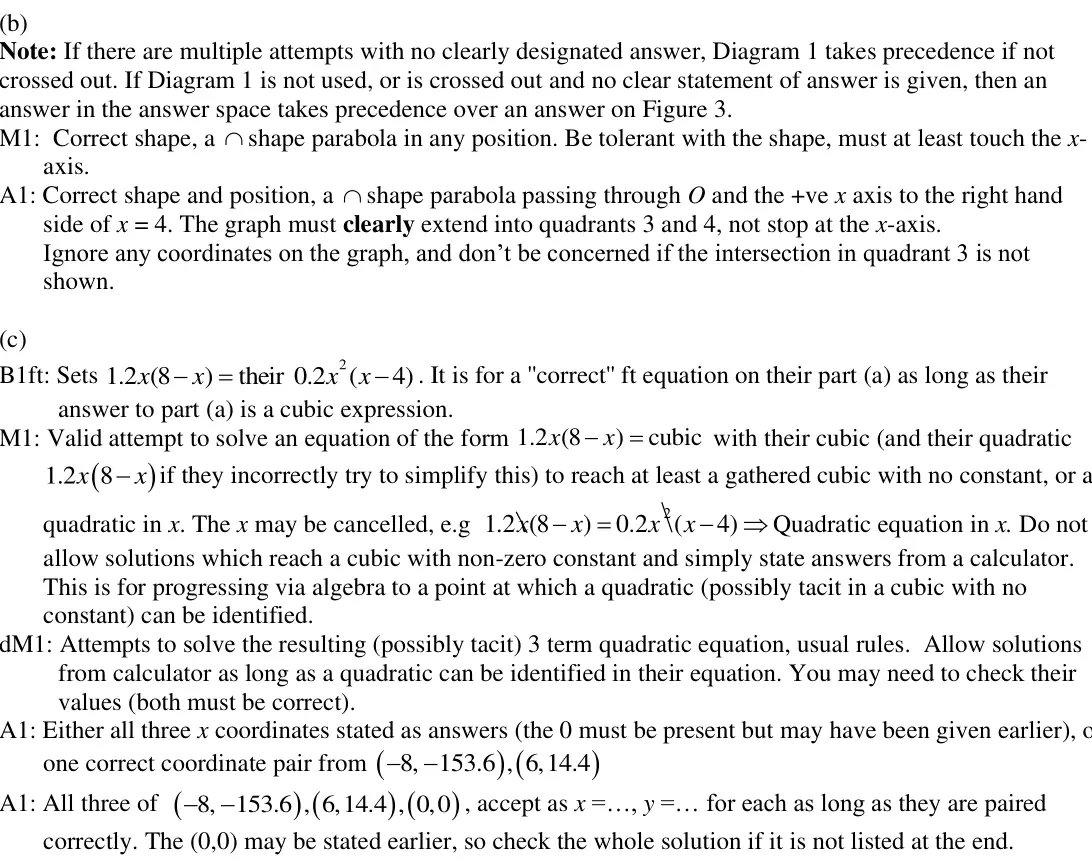 (b)
Note: If there are multiple attempts with no clearly designated answer, Diagram 1 takes precedence if not
crossed out. If Diagram 1 is not used, or is crossed out and no clear statement of answer is given, then an
answer in the answer space takes precedence over an answer on Figure 3.
M1: Correct shape, a ∩ shape parabola in any position. Be tolerant with the shape, must at least touch the x-
axis.
A1: Correct shape and position, a ∩ shape parabola passing through O and the +ve x axis to the right hand
side of x = 4. The graph must clearly extend into quadrants 3 and 4, not stop at the x-axis.
Ignore any coordinates on the graph, and don't be concerned if the intersection in quadrant 3 is not
shown.
(c)
B1ft: Sets 1.2x(8−x) = their 0.2x²(x−4). It is for a "correct" ft equation on their part (a) as long as their
answer to part (a) is a cubic expression.
M1: Valid attempt to solve an equation of the form 1.2x(8−x) = cubic with their cubic (and their quadratic
1.2x(8−x) if they incorrectly try to simplify this) to reach at least a gathered cubic with no constant, or a
quadratic in x. The x may be cancelled, e.g 1.2x(8−x) = 0.2x²(x−4) ⇒ Quadratic equation in x. Do not
allow solutions which reach a cubic with non-zero constant and simply state answers from a calculator.
This is for progressing via algebra to a point at which a quadratic (possibly tacit in a cubic with no
constant) can be identified.
dM1: Attempts to solve the resulting (possibly tacit) 3 term quadratic equation, usual rules. Allow solutions
from calculator as long as a quadratic can be identified in their equation. You may need to check their
values (both must be correct).
A1: Either all three x coordinates stated as answers (the 0 must be present but may have been given earlier), o
one correct coordinate pair from (−8, −153.6), (6, 14.4)
A1: All three of (−8, −153.6), (6, 14.4), (0, 0), accept as x =…, y =… for each as long as they are paired
correctly. The (0,0) may be stated earlier, so check the whole solution if it is not listed at the end.